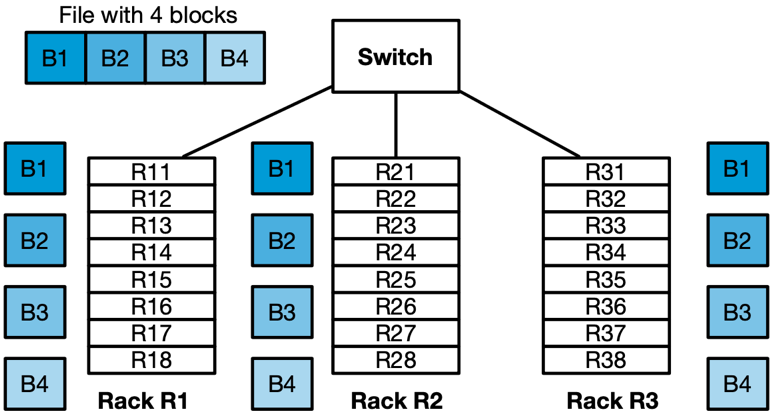 File with 4 blocks
B1 B2 B3 B4
Switch
B1
B2
B3
B4
R11
R12
R13
R14
R15
R16
R17
R18
Rack R1
B1
B2
B3
B4
R21
R22
R23
R24
R25
R26
R27
R28
Rack R2
R31
R32
R33
R34
R35
R36
R37
R38
Rack R3
B1
B2
B3
B4